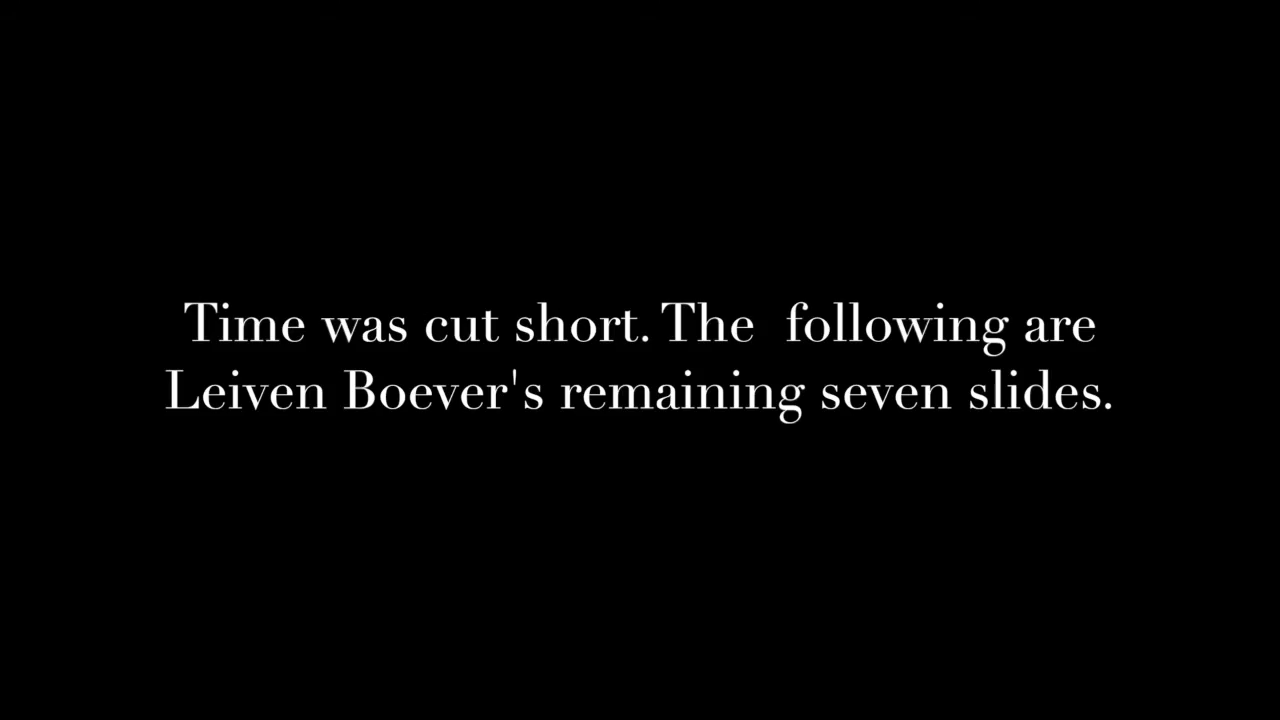 Time was cut short. The  following are
Leiven Boever's remaining seven slides.